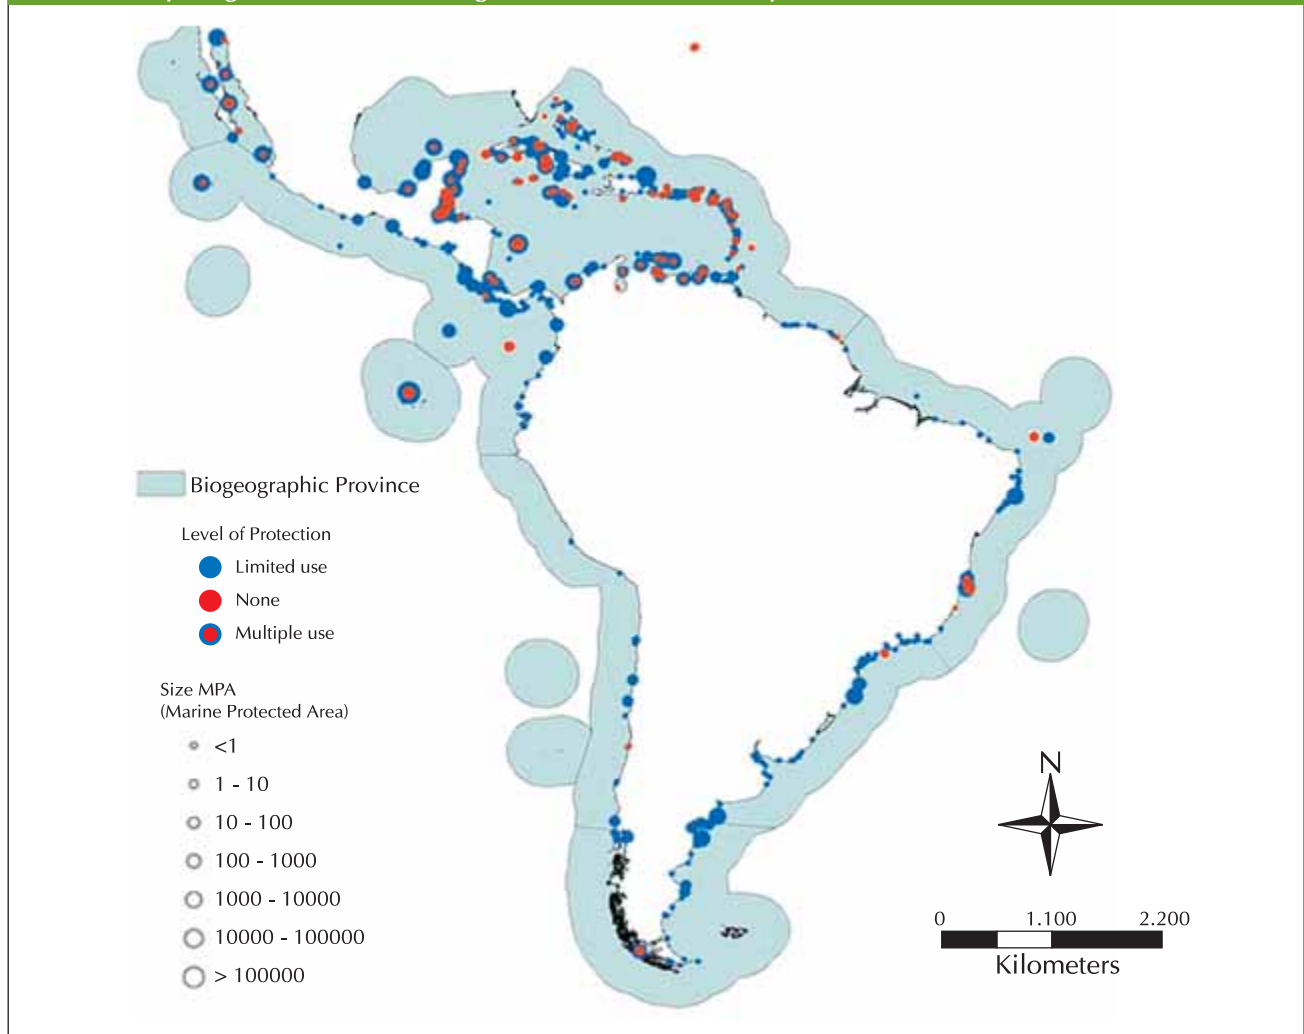 Biogeographic Province
Level of Protection
Limited use
None
Multiple use
Size MPA
(Marine Protected Area)
<1
1 - 10
10 - 100
100 - 1000
1000 - 10000
10000 - 100000
> 100000
N
0 1.100 2.200
Kilometers